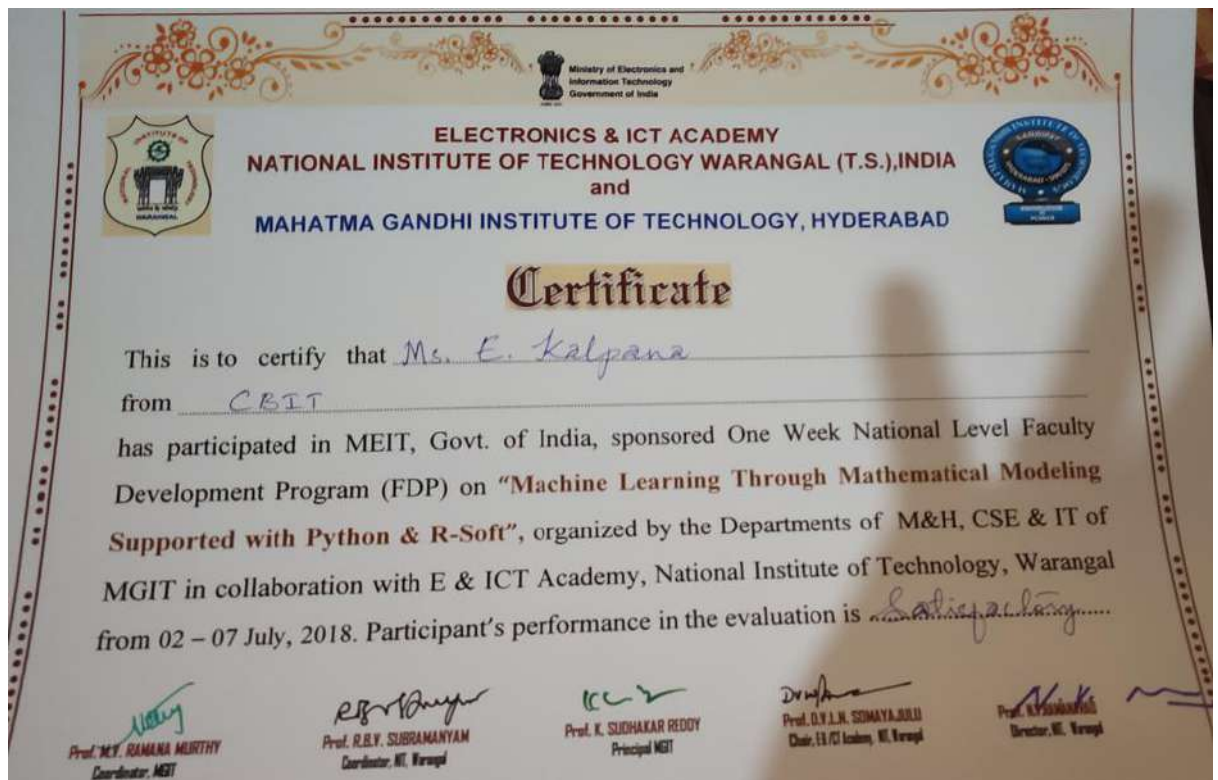 Ministry of Electronics and
Information Technology
Government of India
ELECTRONICS & ICT ACADEMY
NATIONAL INSTITUTE OF TECHNOLOGY WARANGAL (T.S.),INDIA
and
MAHATMA GANDHI INSTITUTE OF TECHNOLOGY, HYDERABAD
WARANGAL
Certificate
This is to certify that Ms. E. Kalpana
from CBIT
has participated in MEIT, Govt. of India, sponsored One Week National Level Faculty
Development Program (FDP) on “Machine Learning Through Mathematical Modeling
Supported with Python & R-Soft”, organized by the Departments of M&H, CSE & IT of
MGIT in collaboration with E & ICT Academy, National Institute of Technology, Warangal
from 02 – 07 July, 2018. Participant’s performance in the evaluation is Satisfactory
Prof. M.V. RAMANA MURTHY
Coordinator, MGIT
Prof. R.B.V. SUBRAMANYAM
Coordinator, NIT, Warangal
Prof. K. SUDHAKAR REDDY
Principal MGIT
Prof. D.V.L.N. SOMAYAJULU
Chair, E& ICT Academy, NIT, Warangal
Prof.
Director, NIT, Warangal